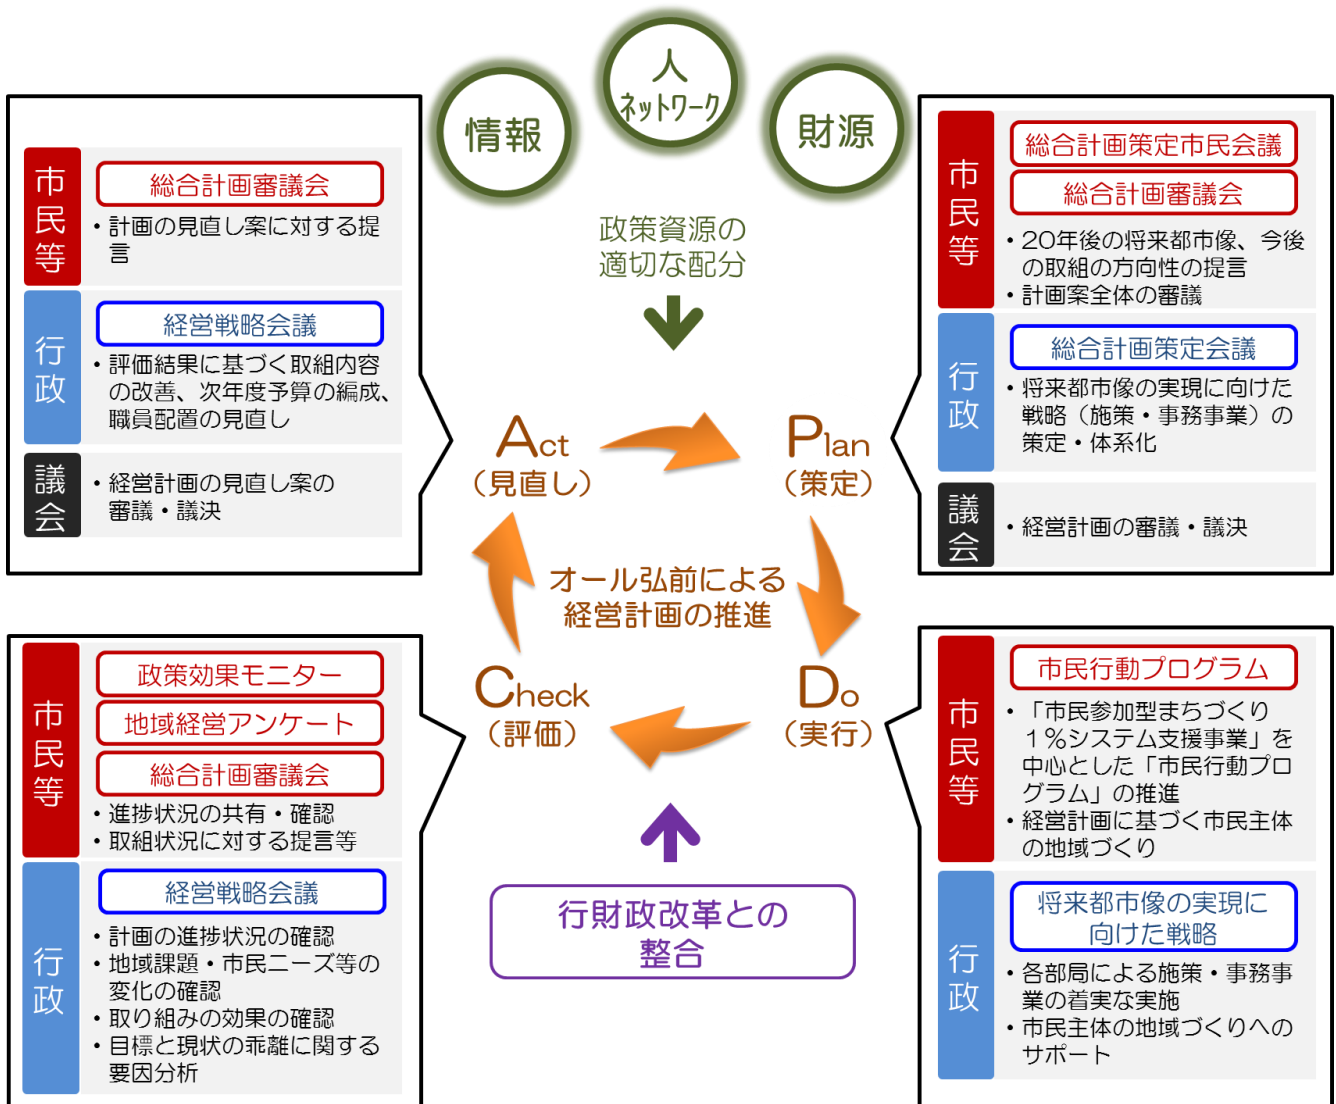 人
ネットワーク
情報
財源
政策資源の
適切な配分
市民等
総合計画審議会
・計画の見直し案に対する提
言
行政
経営戦略会議
・評価結果に基づく取組内容
の改善、次年度予算の編成、
職員配置の見直し
議会
・経営計画の見直し案の
審議・議決
市民等
総合計画策定市民会議
総合計画審議会
・20年後の将来都市像、今後
の取組の方向性の提言
・計画案全体の審議
行政
総合計画策定会議
・将来都市像の実現に向けた
戦略（施策・事務事業）の
策定・体系化
議会
・経営計画の審議・議決
Act
（見直し）
Plan
（策定）
オール弘前による
経営計画の推進
Check
（評価）
Do
（実行）
行財政改革との
整合
市民等
政策効果モニター
地域経営アンケート
総合計画審議会
・進捗状況の共有・確認
・取組状況に対する提言等
行政
経営戦略会議
・計画の進捗状況の確認
・地域課題・市民ニーズ等の
変化の確認
・取り組みの効果の確認
・目標と現状の乖離に関する
要因分析
市民等
市民行動プログラム
・「市民参加型まちづくり
１％システム支援事業」を
中心とした「市民行動プロ
グラム」の推進
・経営計画に基づく市民主体
の地域づくり
行政
将来都市像の実現に
向けた戦略
・各部局による施策・事務事
業の着実な実施
・市民主体の地域づくりへの
サポート